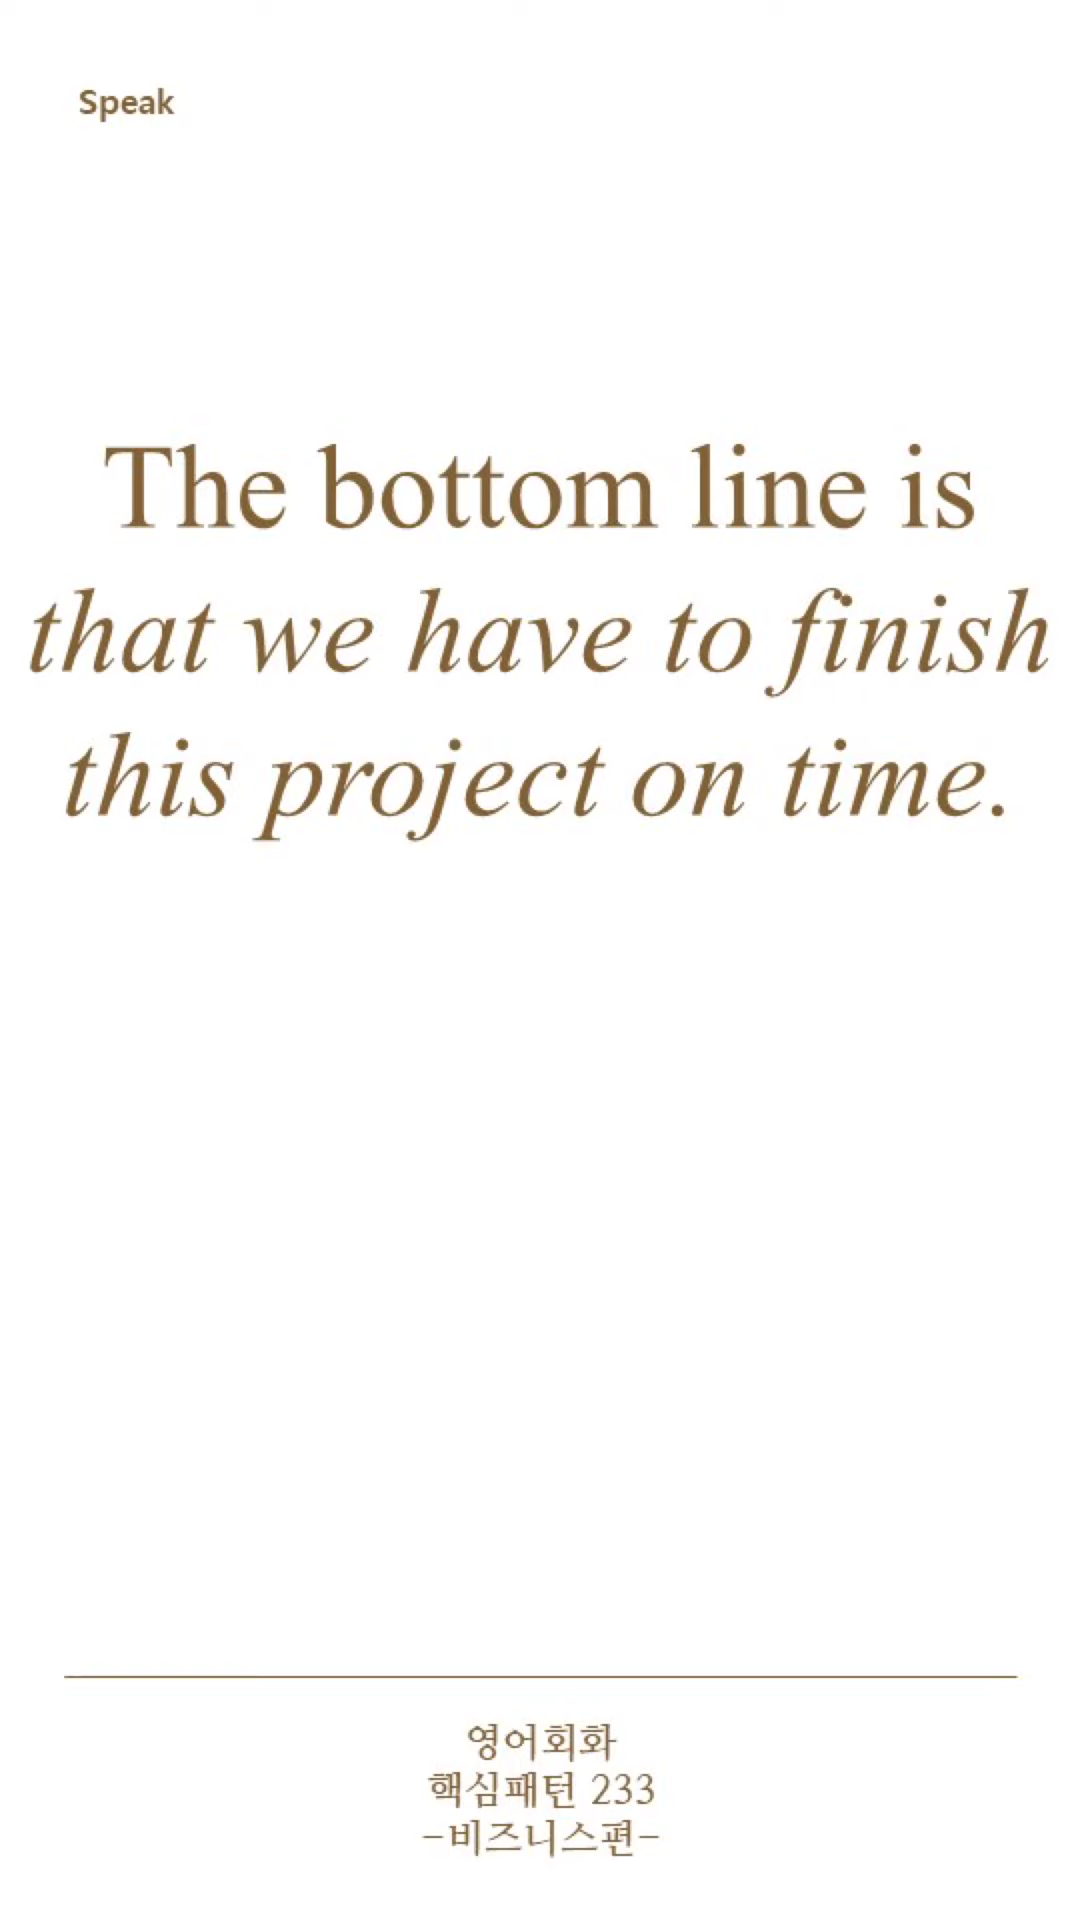 Speak
The bottom line is
that we have to finish
this project on time.
영어회화
핵심패턴 233
-비즈니스편-